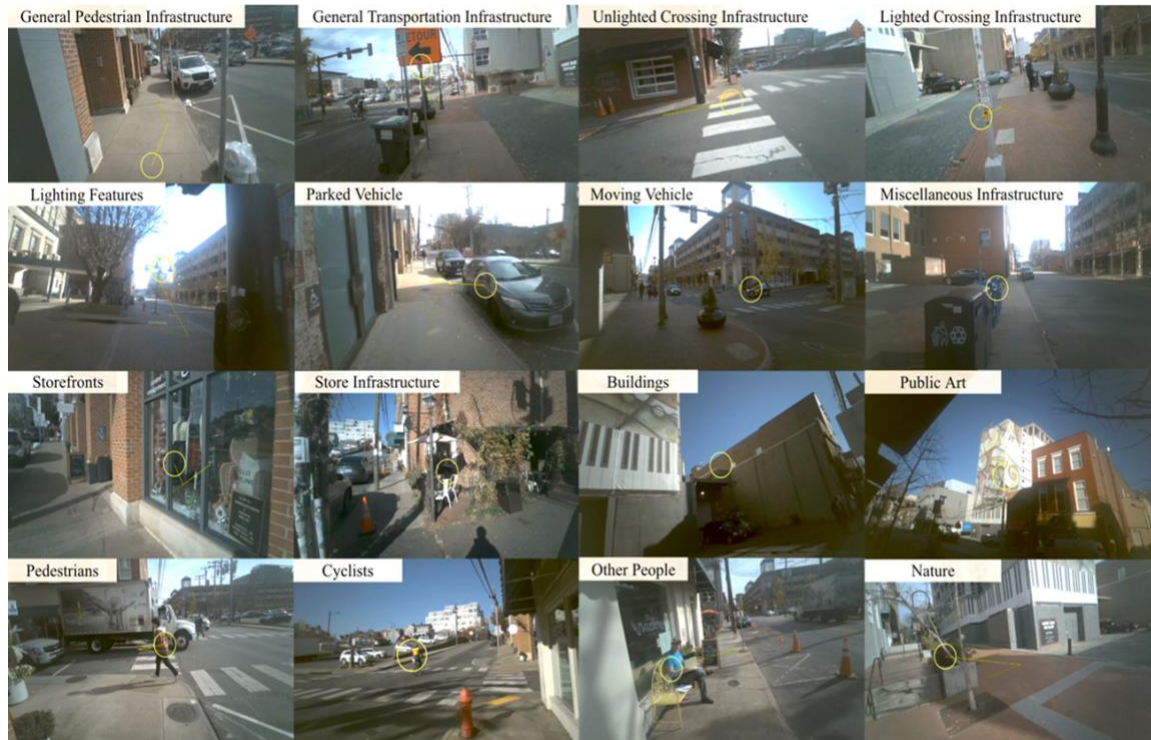 General Pedestrian Infrastructure
General Transportation Infrastructure
Unlighted Crossing Infrastructure
Lighted Crossing Infrastructure
DETOUR
Lighting Features
Parked Vehicle
Moving Vehicle
Miscellaneous Infrastructure
Storefronts
Store Infrastructure
Buildings
Public Art
Pedestrians
Cyclists
Other People
Nature